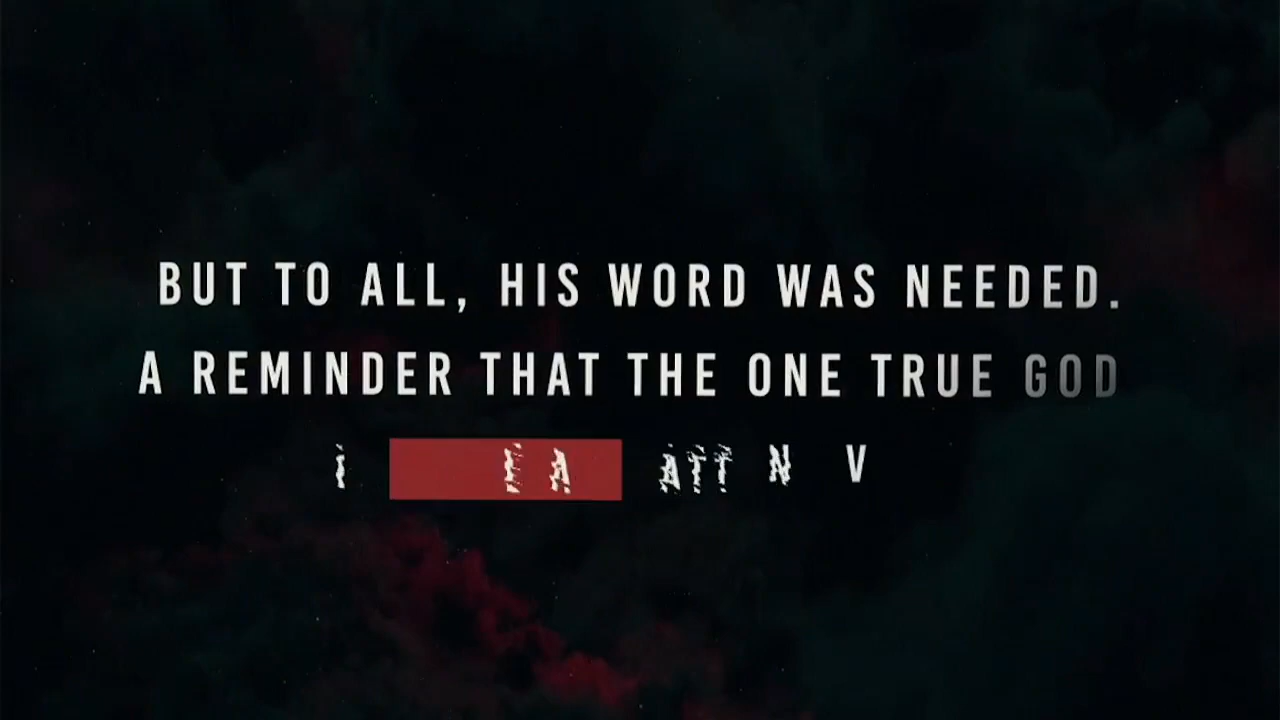 BUT TO ALL, HIS WORD WAS NEEDED.
A REMINDER THAT THE ONE TRUE GOD